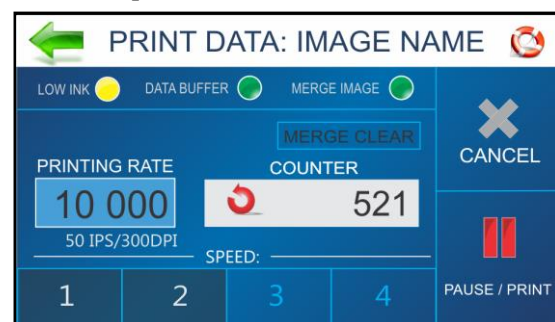 PRINT DATA: IMAGE NAME
LOW INK DATA BUFFER MERGE IMAGE
MERGE CLEAR
CANCEL
PRINTING RATE COUNTER
10 000 521
50 IPS/300DPI
SPEED:
1 2 3 4
PAUSE / PRINT